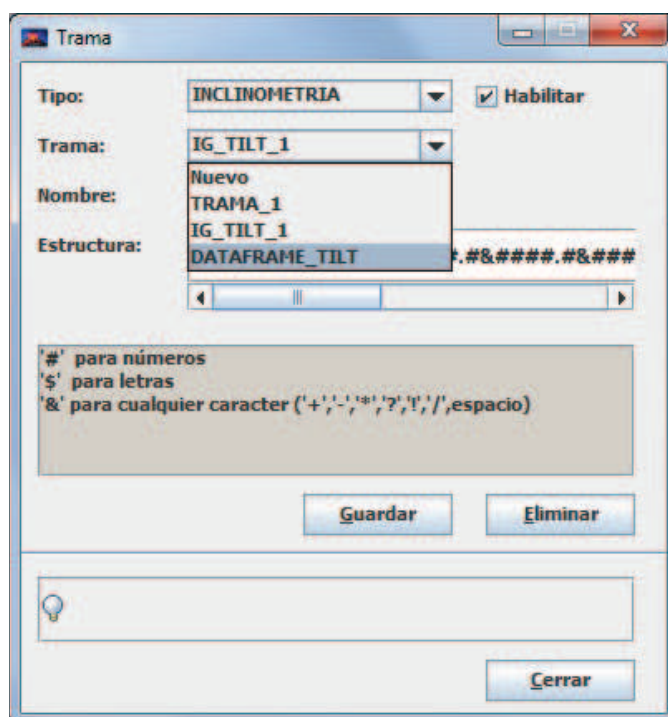 Trama
Tipo: INCLINOMETRIA Habilitar
Trama: IG_TILT_1
Nuevo
Nombre: TRAMA_1
IG_TILT_1
Estructura: DATAFRAME_TILT .#&####.#&###
'#' para números
'$' para letras
'&' para cualquier caracter ('+','-','*','?','!','/',espacio)
Guardar Eliminar
Cerrar